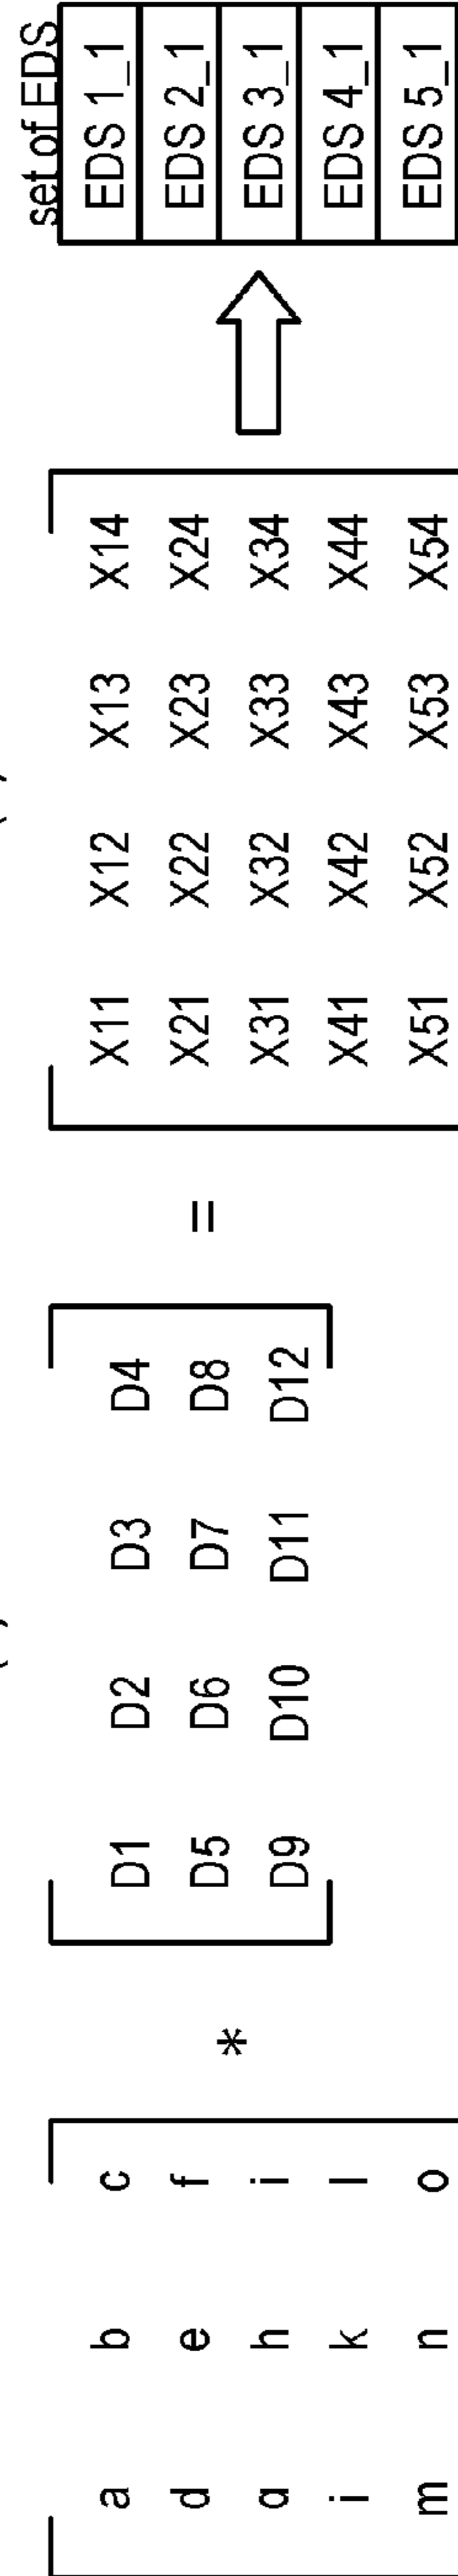 set of EDS
a b c * D1 D2 D3 D4 = X11 X12 X13 X14 EDS 1_1
d e f D5 D6 D7 D8 X21 X22 X23 X24 EDS 2_1
g h i D9 D10 D11 D12 X31 X32 X33 X34 EDS 3_1
j k l X41 X42 X43 X44 EDS 4_1
m n o X51 X52 X53 X54 EDS 5_1